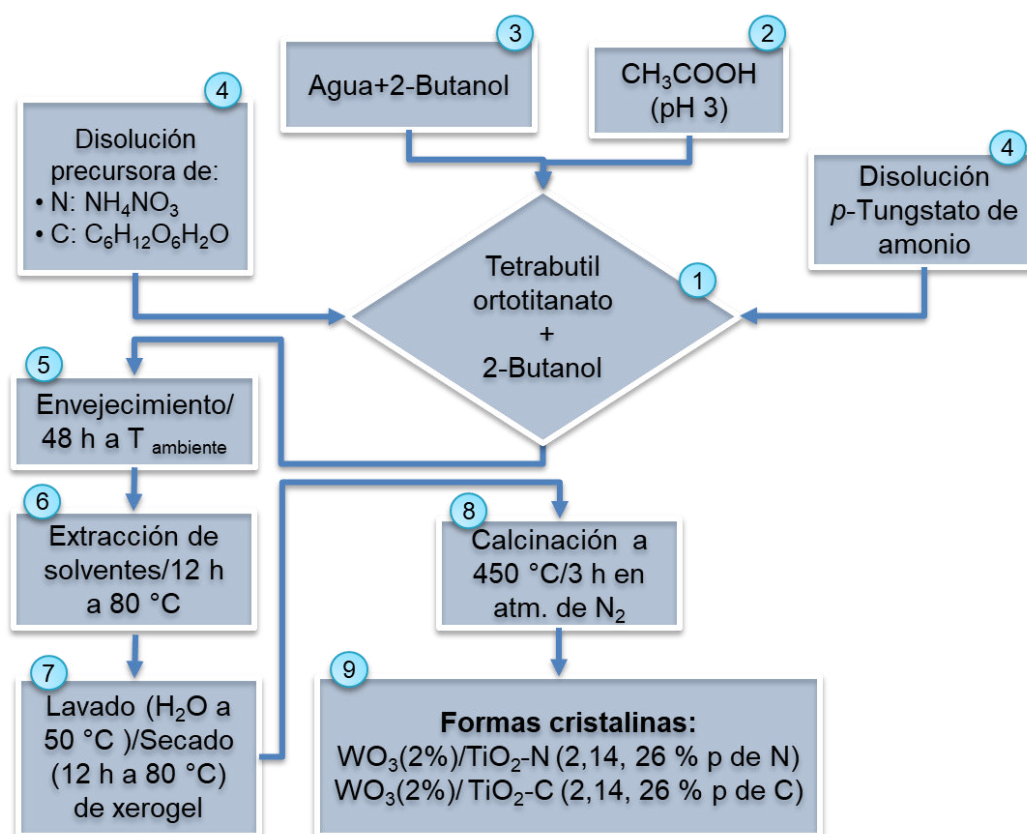 3
Agua+2-Butanol
2
CH₃COOH
(pH 3)
4
Disolución
precursora de:
• N: NH₄NO₃
• C: C₆H₁₂O₆H₂O
4
Disolución
p-Tungstato de
amonio
1
Tetrabutil
ortotitanato
+
2-Butanol
5
Envejecimiento/
48 h a T ambiente
6
Extracción de
solventes/12 h
a 80 °C
7
Lavado (H₂O a
50 °C )/Secado
(12 h a 80 °C)
de xerogel
8
Calcinación a
450 °C/3 h en
atm. de N₂
9
Formas cristalinas:
WO₃(2%)/TiO₂-N (2,14, 26 % p de N)
WO₃(2%)/ TiO₂-C (2,14, 26 % p de C)